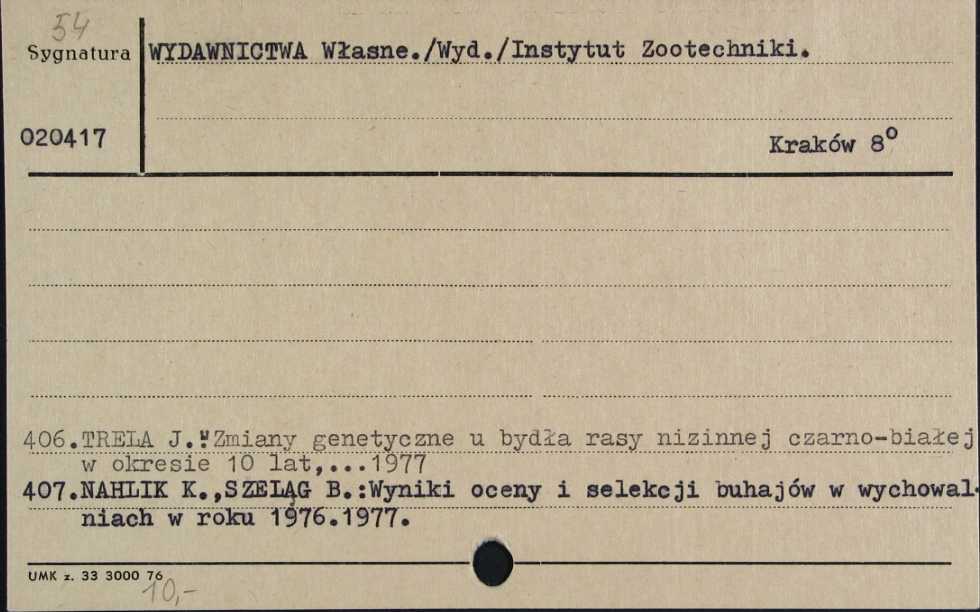 54
Sygnatura
WYDAWNICTWA Własne./Wyd./Instytut Zootechniki.
020417
Kraków 8º
406.TRELA J.:Zmiany genetyczne u bydła rasy nizinnej czarno-białej
w okresie 10 lat,...1977
407.NAHLIK K.,SZELĄG B.:Wyniki oceny i selekcji buhajów w wychowal-
niach w roku 1976.1977.
UMK z. 33 3000 76
10,-